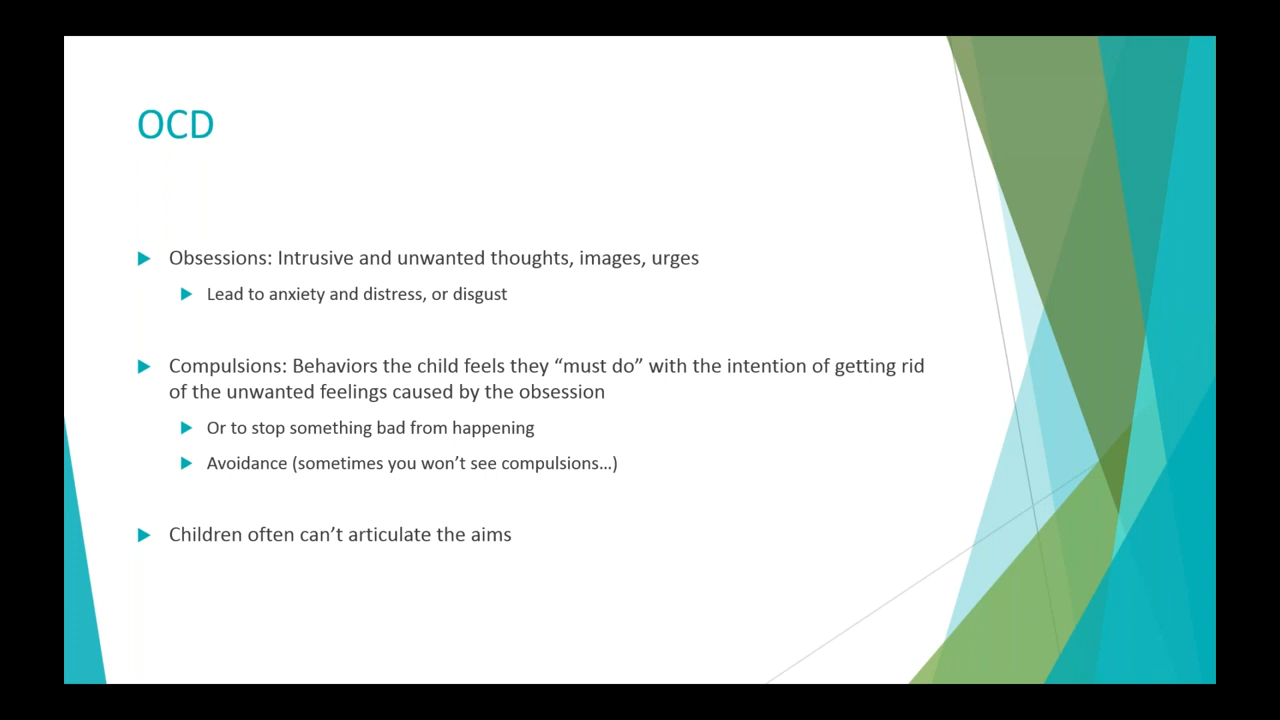 OCD
Obsessions: Intrusive and unwanted thoughts, images, urges
Lead to anxiety and distress, or disgust
Compulsions: Behaviors the child feels they “must do” with the intention of getting rid
of the unwanted feelings caused by the obsession
Or to stop something bad from happening
Avoidance (sometimes you won’t see compulsions…)
Children often can’t articulate the aims